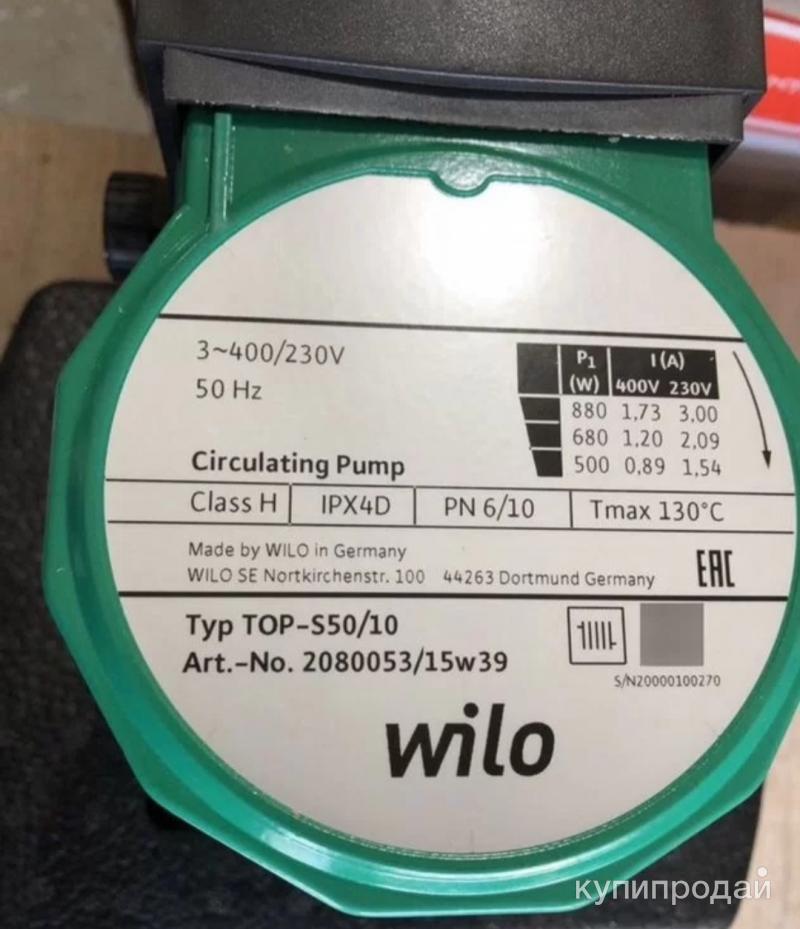 3~400/230V
50 Hz
P₁ (W) I (A)
400V 230V
880 1,73 3,00
680 1,20 2,09
500 0,89 1,54
Circulating Pump
Class H IPX4D PN 6/10 Tmax 130°C
Made by WILO in Germany
WILO SE Nortkirchenstr. 100 44263 Dortmund Germany
EAC
Typ TOP-S50/10
Art.-No. 2080053/15w39
S/N20000100270
wilo
купипродай